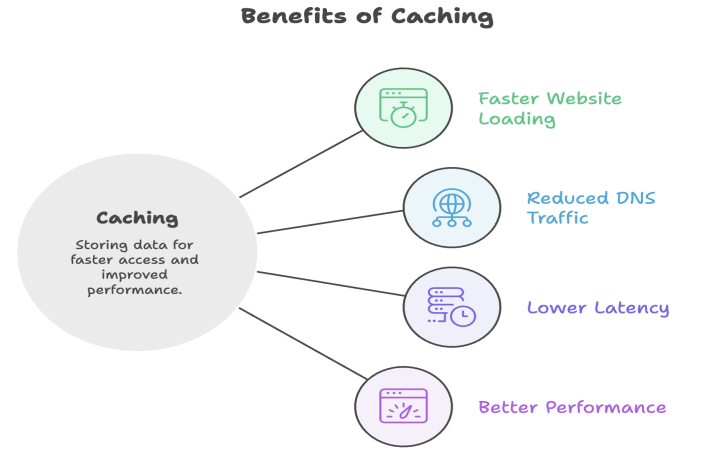 Benefits of Caching
Caching
Storing data for
faster access and
improved
performance.
Faster Website
Loading
Reduced DNS
Traffic
Lower Latency
Better Performance